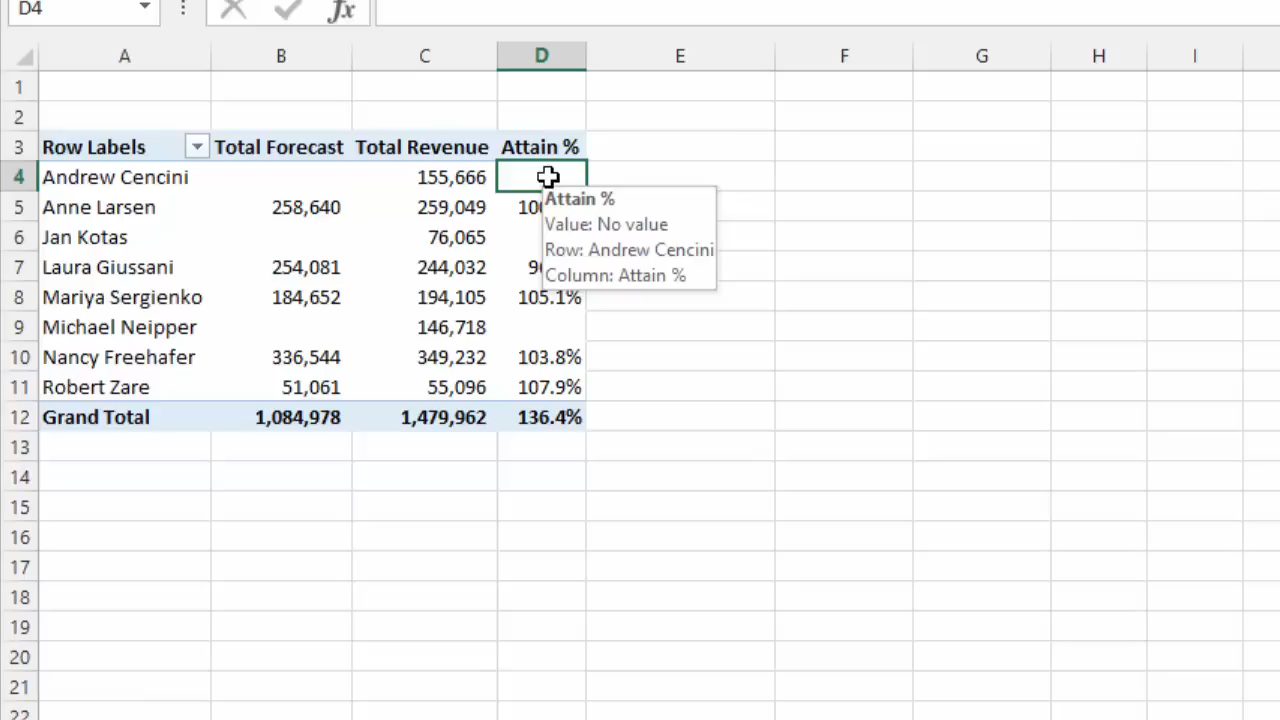 D4 fx
A B C D E F G H I
1
2
3 Row Labels Total Forecast Total Revenue Attain %
4 Andrew Cencini 155,666
5 Anne Larsen 258,640 259,049
6 Jan Kotas 76,065
7 Laura Giussani 254,081 244,032
8 Mariya Sergienko 184,652 194,105 105.1%
9 Michael Neipper 146,718
10 Nancy Freehafer 336,544 349,232 103.8%
11 Robert Zare 51,061 55,096 107.9%
12 Grand Total 1,084,978 1,479,962 136.4%
13
14
15
16
17
18
19
20
21
22
Attain %
Value: No value
Row: Andrew Cencini
Column: Attain %